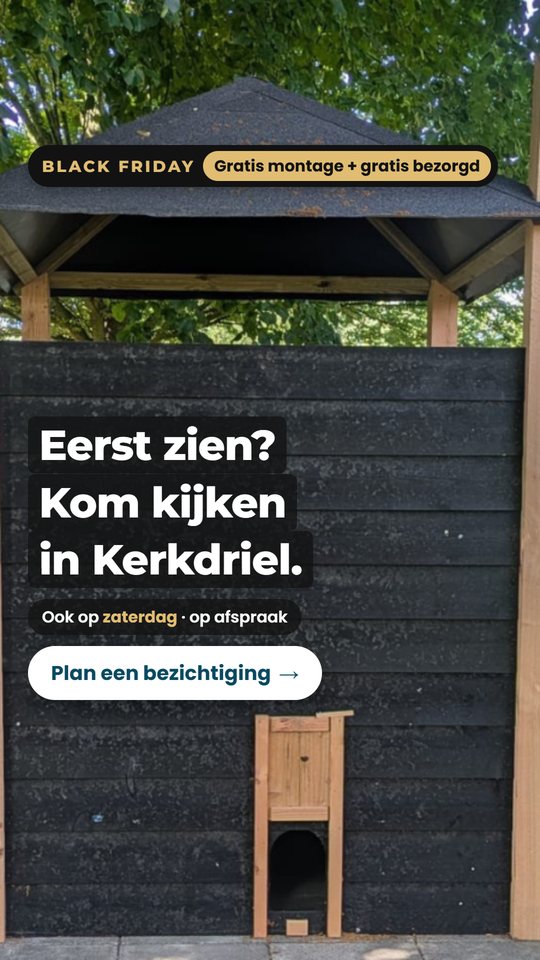 BLACK FRIDAY Gratis montage + gratis bezorgd
Eerst zien?
Kom kijken
in Kerkdriel.
Ook op zaterdag · op afspraak
Plan een bezichtiging →